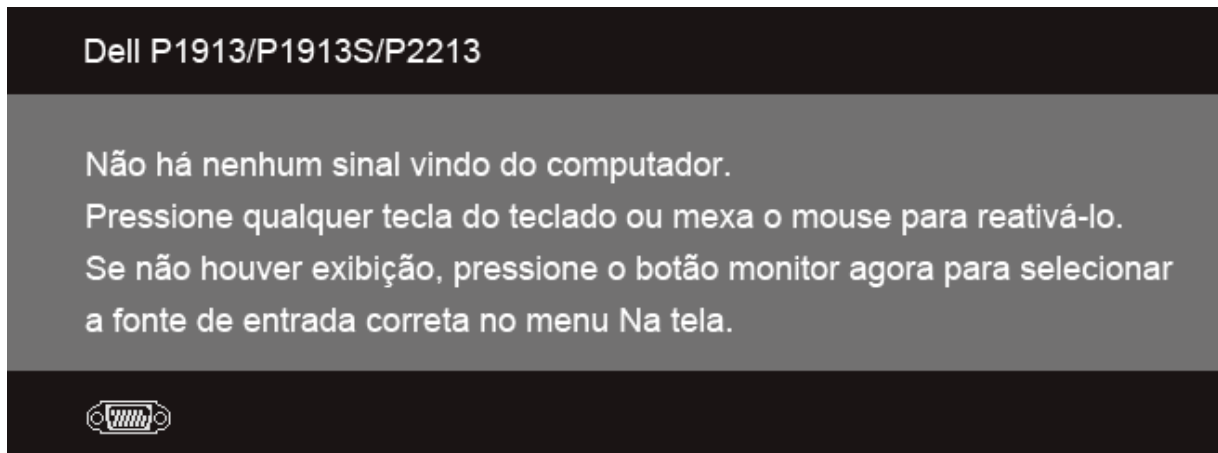 Dell P1913/P1913S/P2213
Não há nenhum sinal vindo do computador.
Pressione qualquer tecla do teclado ou mexa o mouse para reativá-lo.
Se não houver exibição, pressione o botão monitor agora para selecionar
a fonte de entrada correta no menu Na tela.